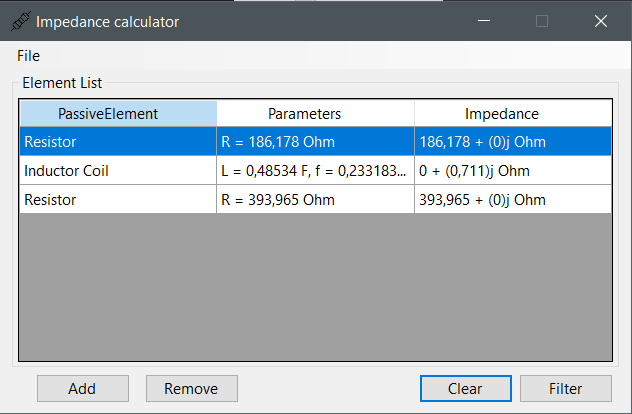 Impedance calculator
File
Element List
PassiveElement Parameters Impedance
Resistor R = 186,178 Ohm 186,178 + (0)j Ohm
Inductor Coil L = 0,48534 F, f = 0,233183... 0 + (0,711)j Ohm
Resistor R = 393,965 Ohm 393,965 + (0)j Ohm
Add Remove Clear Filter